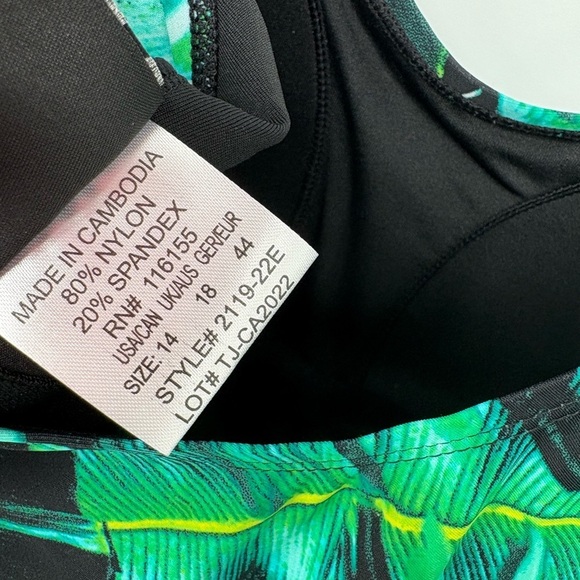 MADE IN CAMBODIA
80% NYLON
20% SPANDEX
RN# 116155
USA/CAN UK/AUS GER/EUR
SIZE:14 18 44
STYLE# 2119-22E
LOT# TJ-CA2022